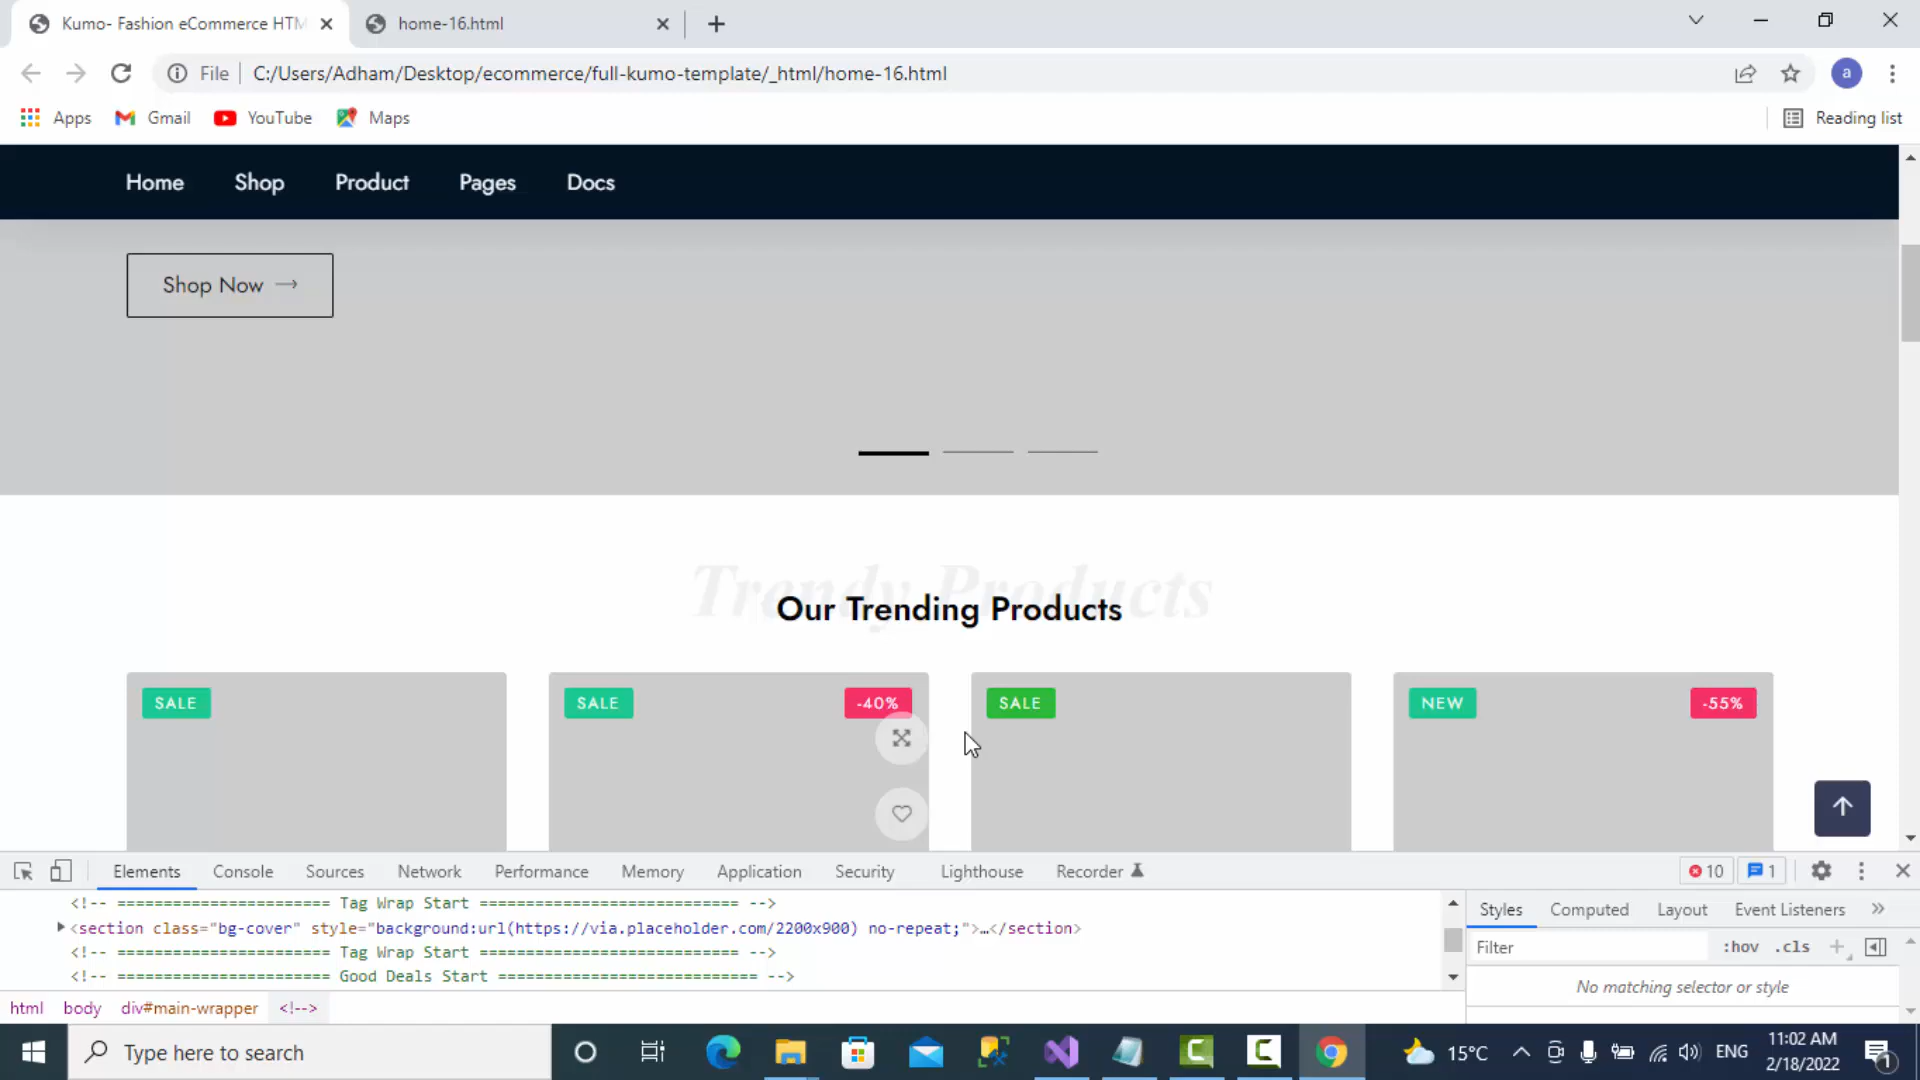 Kumo- Fashion eCommerce HTM
home-16.html
File
C:/Users/Adham/Desktop/ecommerce/full-kumo-template/_html/home-16.html
a
Apps
Gmail
YouTube
Maps
Reading list
Home
Shop
Product
Pages
Docs
Shop Now
Trendy Products
Our Trending Products
SALE
SALE
-40%
SALE
NEW
-55%
Elements
Console
Sources
Network
Performance
Memory
Application
Security
Lighthouse
Recorder
10
1
<!-- ======================= Tag Wrap Start ============================ -->
<section class="bg-cover" style="background:url(https://via.placeholder.com/2200x900) no-repeat;">…</section>
<!-- ======================= Tag Wrap Start ============================ -->
<!-- ======================= Good Deals Start ============================ -->
Styles
Computed
Layout
Event Listeners
Filter
:hov
.cls
No matching selector or style
html
body
div#main-wrapper
<!-->
Type here to search
15°C
ENG
11:02 AM
2/18/2022
1